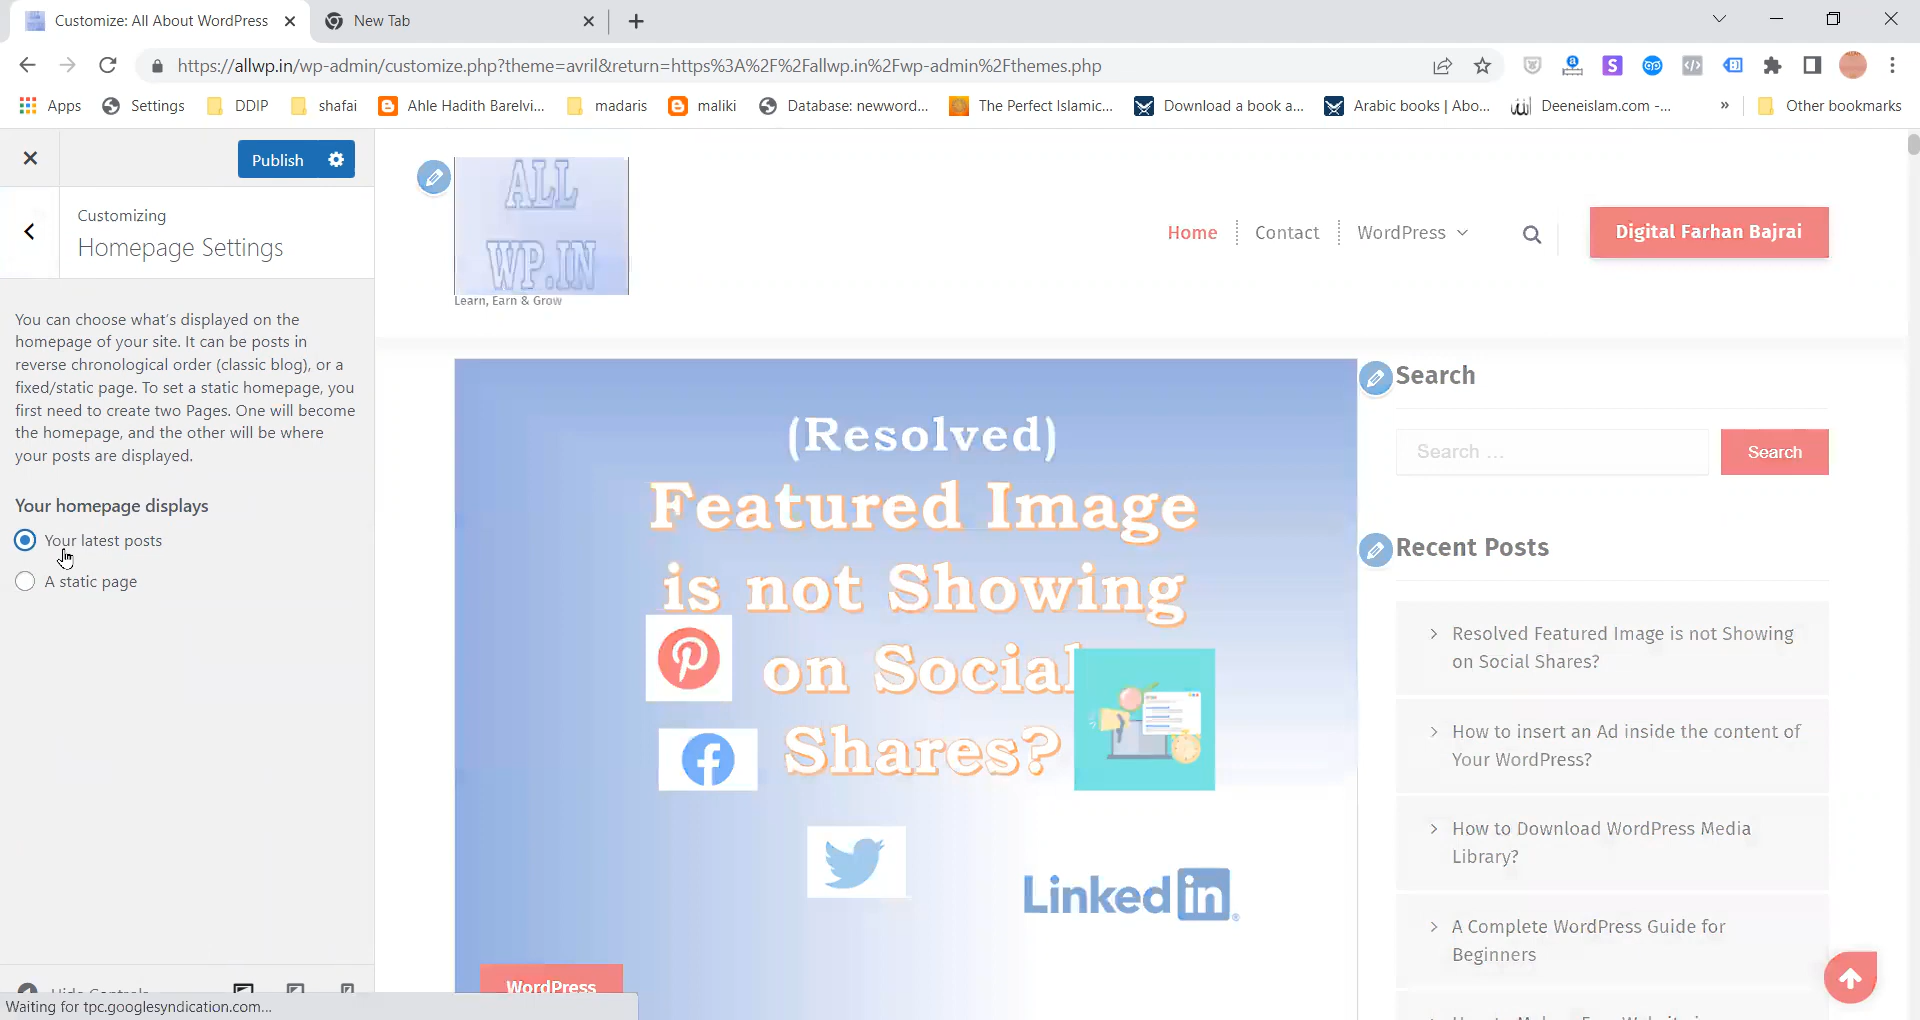 Customize: All About WordPress
New Tab
https://allwp.in/wp-admin/customize.php?theme=avril&return=https%3A%2F%2Fallwp.in%2Fwp-admin%2Fthemes.php
Apps
Settings
DDIP
shafai
Ahle Hadith Barelvi...
madaris
maliki
Database: newword...
The Perfect Islamic...
Download a book a...
Arabic books | Abo...
Deeneislam.com -...
»
Other bookmarks
Publish
Customizing
Homepage Settings
You can choose what's displayed on the
homepage of your site. It can be posts in
reverse chronological order (classic blog), or a
fixed/static page. To set a static homepage, you
first need to create two Pages. One will become
the homepage, and the other will be where
your posts are displayed.
Your homepage displays
Your latest posts
A static page
Hide Controls
Waiting for tpc.googlesyndication.com...
ALL
WP.IN
Learn, Earn & Grow
Home
Contact
WordPress
Digital Farhan Bajrai
(Resolved)
Featured Image
is not Showing
on Social
Shares?
Linked in
WordPress
Search
Search ...
Search
Recent Posts
Resolved Featured Image is not Showing
on Social Shares?
How to insert an Ad inside the content of
Your WordPress?
How to Download WordPress Media
Library?
A Complete WordPress Guide for
Beginners